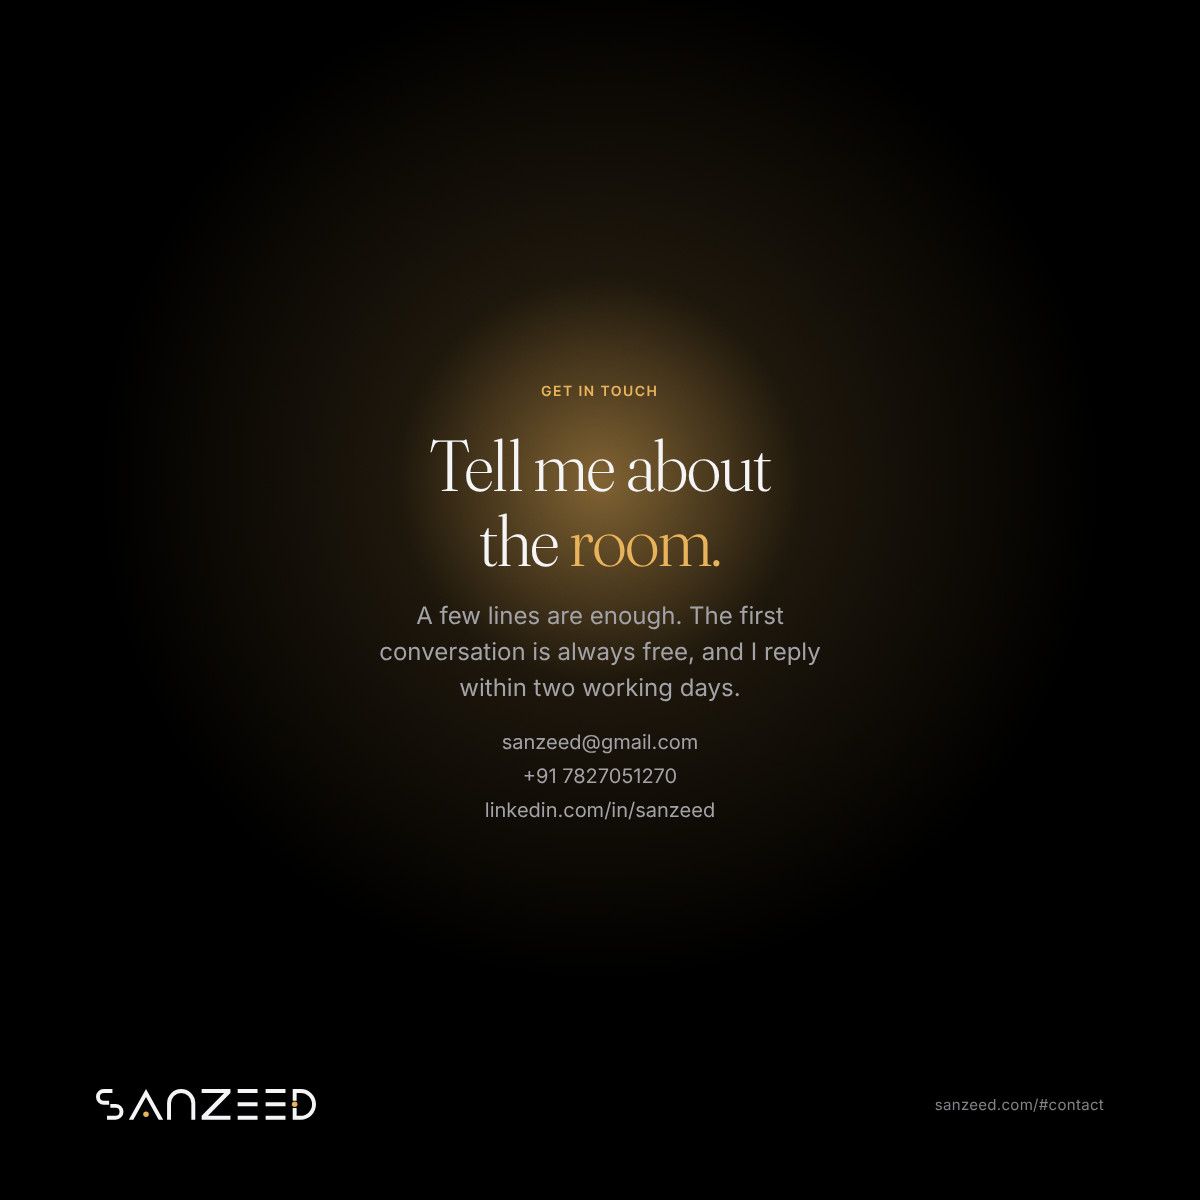 GET IN TOUCH
Tell me about
the room.
A few lines are enough. The first
conversation is always free, and I reply
within two working days.
sanzeed@gmail.com
+91 7827051270
linkedin.com/in/sanzeed
SANZEED
sanzeed.com/#contact